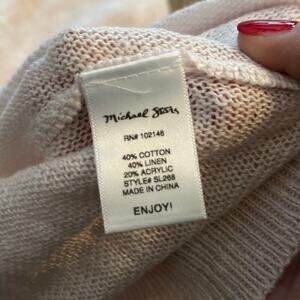 Michael Stars
RN# 102146
40% COTTON
40% LINEN
20% ACRYLIC
STYLE# SL268
MADE IN CHINA
ENJOY!